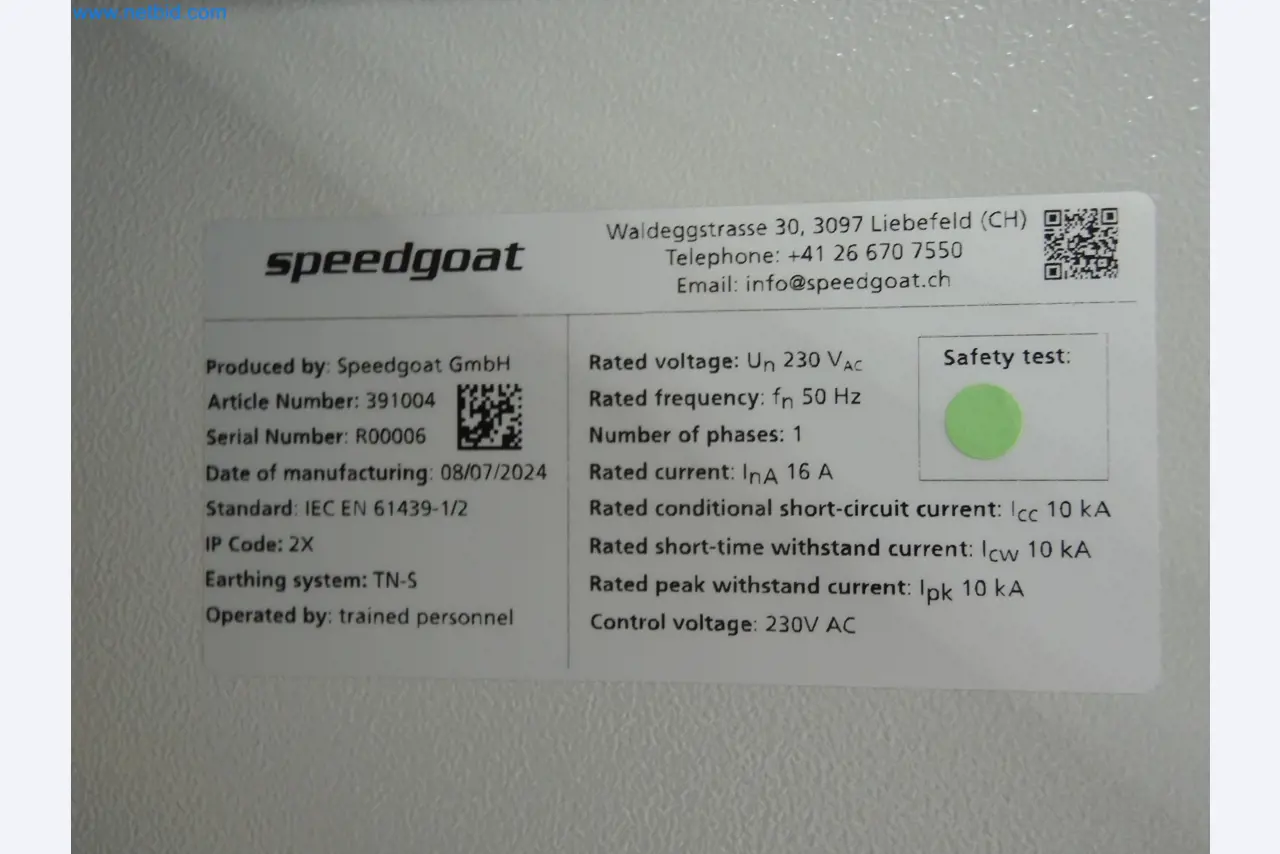 www.netbid.com
speedgoat
Waldeggstrasse 30, 3097 Liebefeld (CH)
Telephone: +41 26 670 7550
Email: info@speedgoat.ch
Produced by: Speedgoat GmbH
Article Number: 391004
Serial Number: R00006
Date of manufacturing: 08/07/2024
Standard: IEC EN 61439-1/2
IP Code: 2X
Earthing system: TN-S
Operated by: trained personnel
Rated voltage: Un 230 VAC
Rated frequency: fn 50 Hz
Number of phases: 1
Rated current: InA 16 A
Rated conditional short-circuit current: Icc 10 kA
Rated short-time withstand current: Icw 10 kA
Rated peak withstand current: Ipk 10 kA
Control voltage: 230V AC
Safety test: